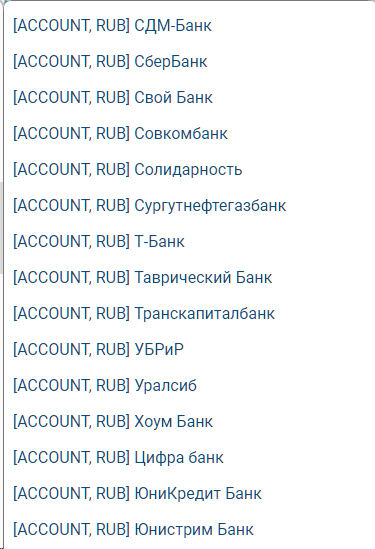 [ACCOUNT, RUB] СДМ-Банк
[ACCOUNT, RUB] СберБанк
[ACCOUNT, RUB] Свой Банк
[ACCOUNT, RUB] Совкомбанк
[ACCOUNT, RUB] Солидарность
[ACCOUNT, RUB] Сургутнефтегазбанк
[ACCOUNT, RUB] Т-Банк
[ACCOUNT, RUB] Таврический Банк
[ACCOUNT, RUB] Транскапиталбанк
[ACCOUNT, RUB] УБРиР
[ACCOUNT, RUB] Уралсиб
[ACCOUNT, RUB] Хоум Банк
[ACCOUNT, RUB] Цифра банк
[ACCOUNT, RUB] ЮниКредит Банк
[ACCOUNT, RUB] Юнистрим Банк